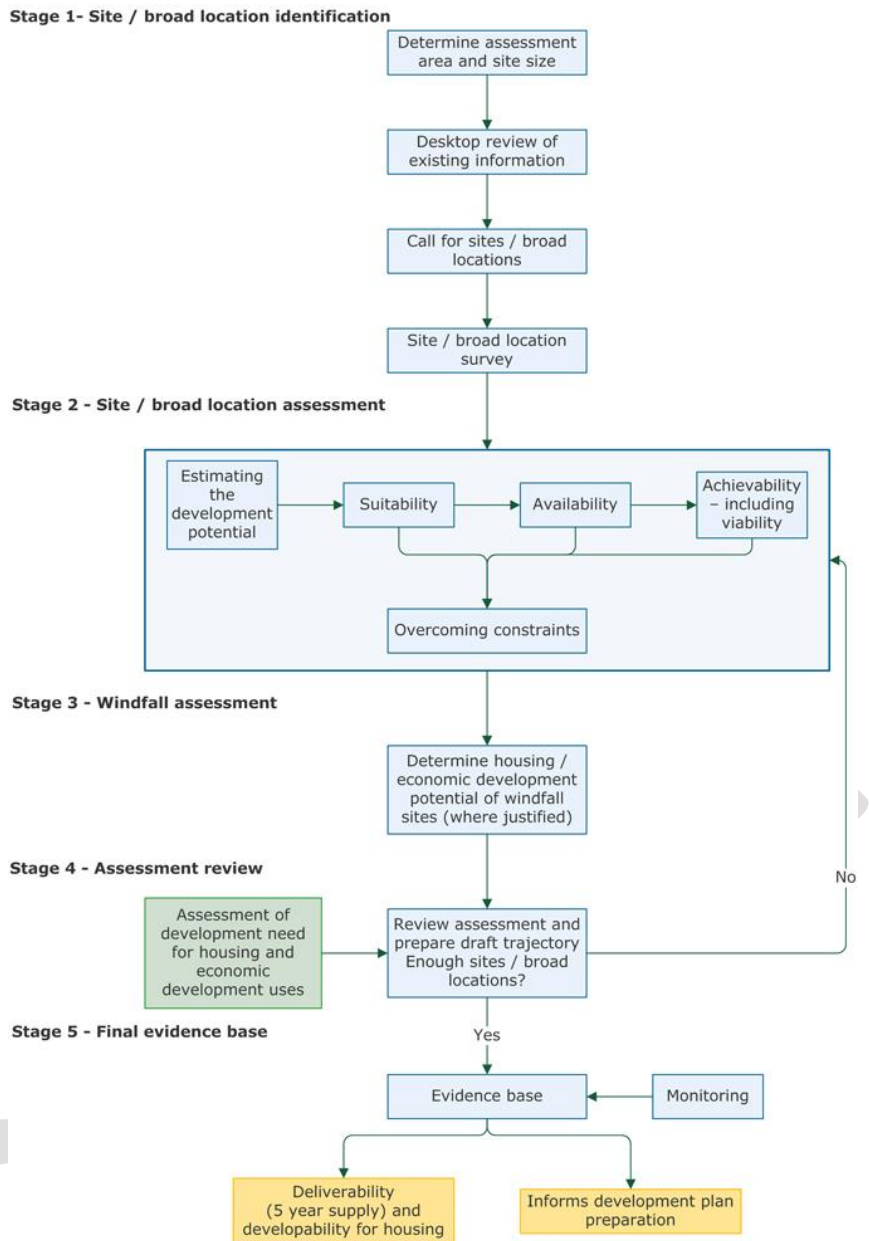 Stage 1- Site / broad location identification
Determine assessment
area and site size
Desktop review of
existing information
Call for sites / broad
locations
Site / broad location
survey
Stage 2 - Site / broad location assessment
Estimating
the
development
potential
Suitability
Availability
Achievability
– including
viability
Overcoming constraints
Stage 3 - Windfall assessment
Determine housing /
economic development
potential of windfall
sites (where justified)
Stage 4 - Assessment review
No
Assessment of
development need
for housing and
economic
development uses
Review assessment and
prepare draft trajectory
Enough sites / broad
locations?
Stage 5 - Final evidence base
Yes
Evidence base
Monitoring
Deliverability
(5 year supply) and
developability for housing
Informs development plan
preparation